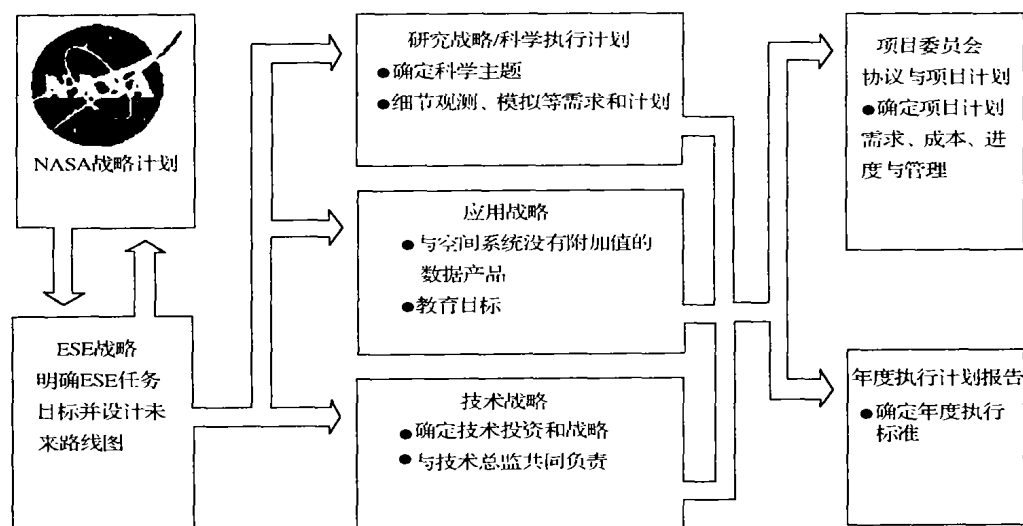 NASA
NASA战略计划
ESE战略
明确ESE任务
目标并设计未
来路线图
研究战略/科学执行计划
●确定科学主题
●细节观测、模拟等需求和计划
应用战略
●与空间系统没有附加值的
数据产品
●教育目标
技术战略
●确定技术投资和战略
●与技术总监共同负责
项目委员会
协议与项目计划
●确定项目计划
需求、成本、进
度与管理
年度执行计划报告
●确定年度执行
标准